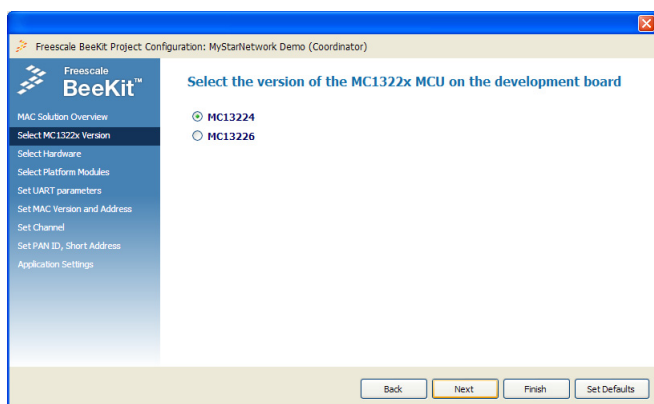 Freescale BeeKit Project Configuration: MyStarNetwork Demo (Coordinator)
Freescale
BeeKit™
MAC Solution Overview
Select MC1322x Version
Select Hardware
Select Platform Modules
Set UART parameters
Set MAC Version and Address
Set Channel
Set PAN ID, Short Address
Application Settings
Select the version of the MC1322x MCU on the development board
MC13224
MC13226
Back
Next
Finish
Set Defaults